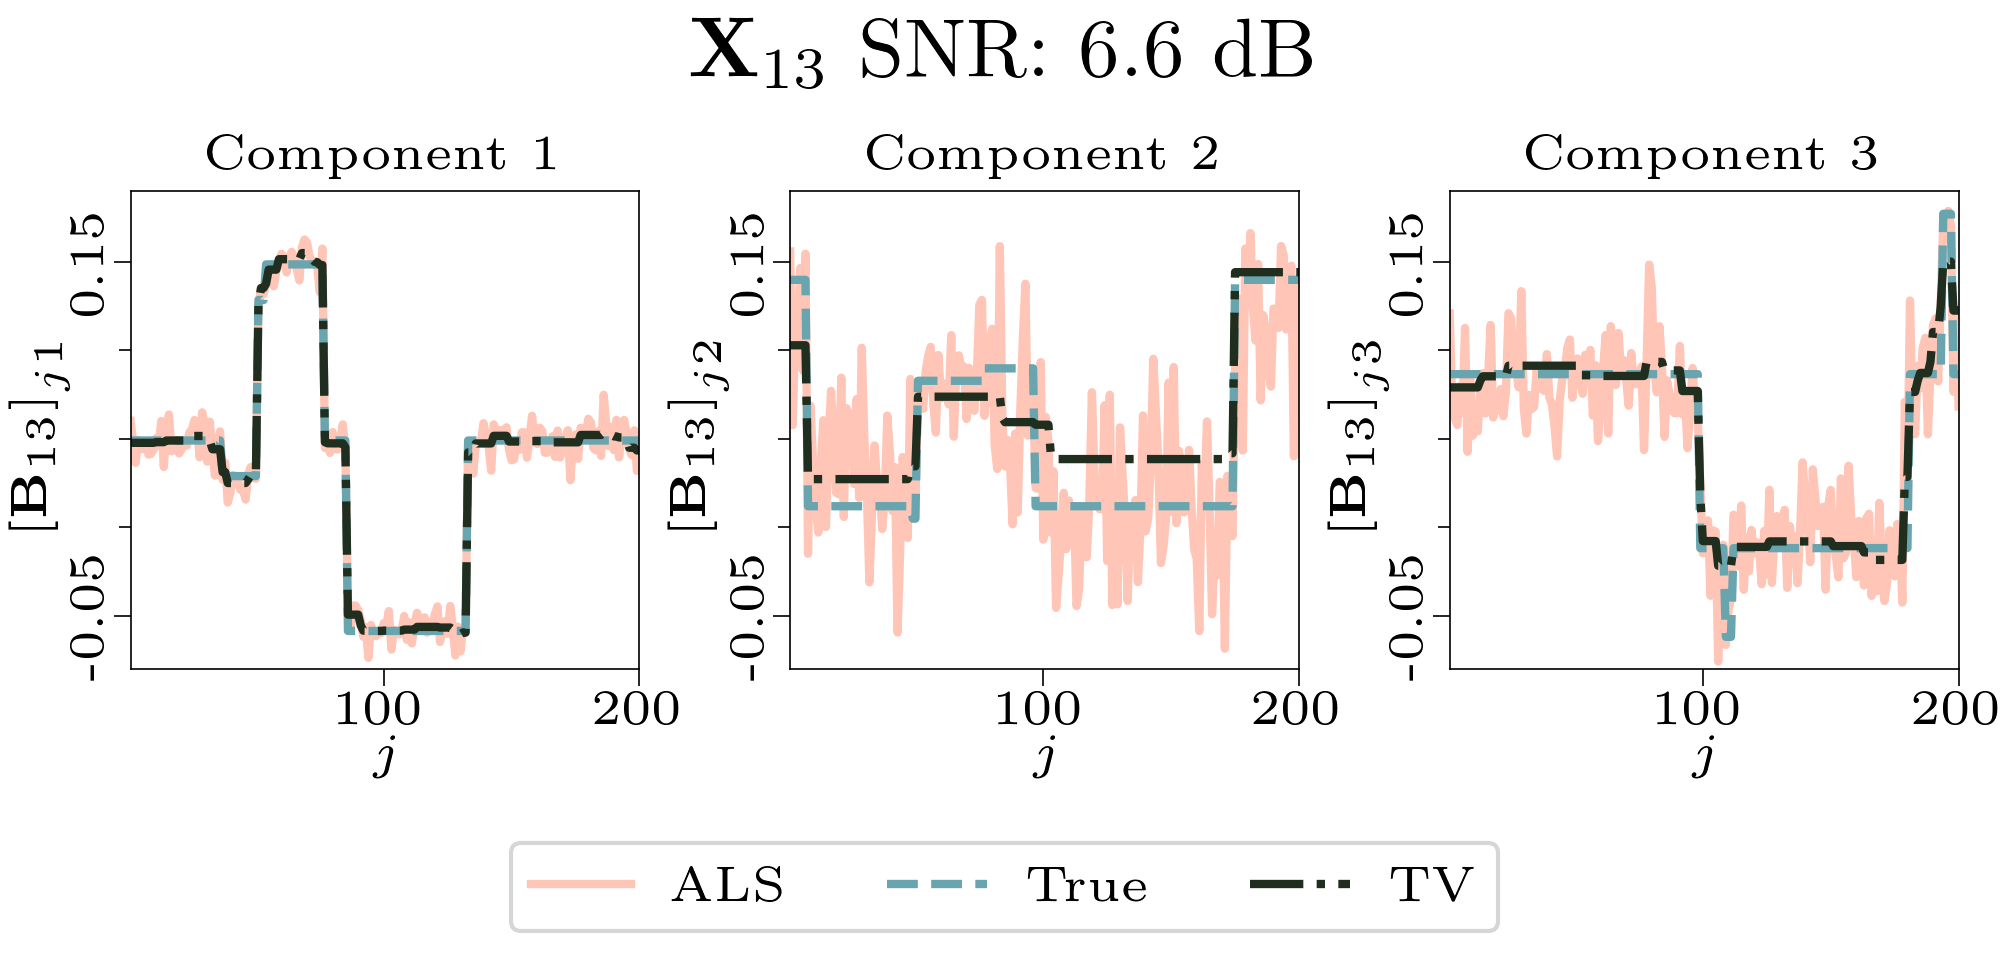 X₁₃ SNR: 6.6 dB
Component 1
Component 2
Component 3
[B₁₃]ⱼ₁
0.15
-0.05
100
200
j
[B₁₃]ⱼ₂
0.15
-0.05
100
200
j
[B₁₃]ⱼ₃
0.15
-0.05
100
200
j
ALS True TV